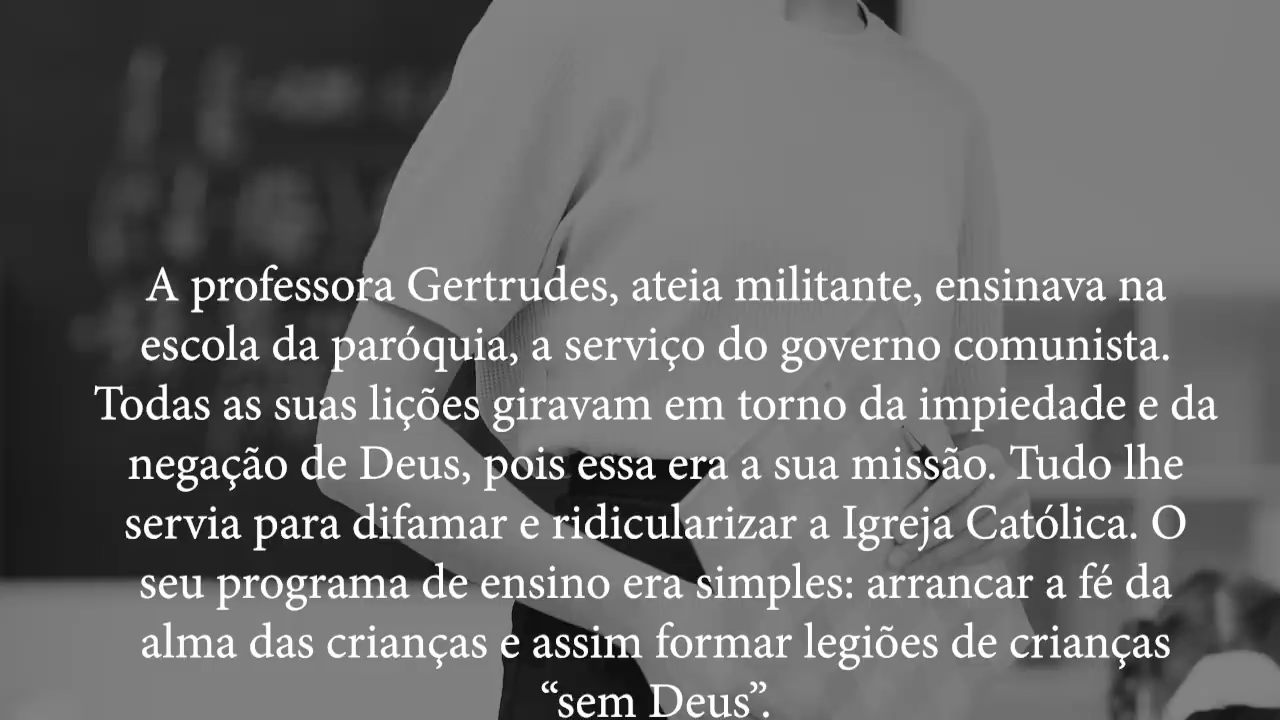 A professora Gertrudes, ateia militante, ensinava na
escola da paróquia, a serviço do governo comunista.
Todas as suas lições giravam em torno da impiedade e da
negação de Deus, pois essa era a sua missão. Tudo lhe
servia para difamar e ridicularizar a Igreja Católica. O
seu programa de ensino era simples: arrancar a fé da
alma das crianças e assim formar legiões de crianças
“sem Deus”.